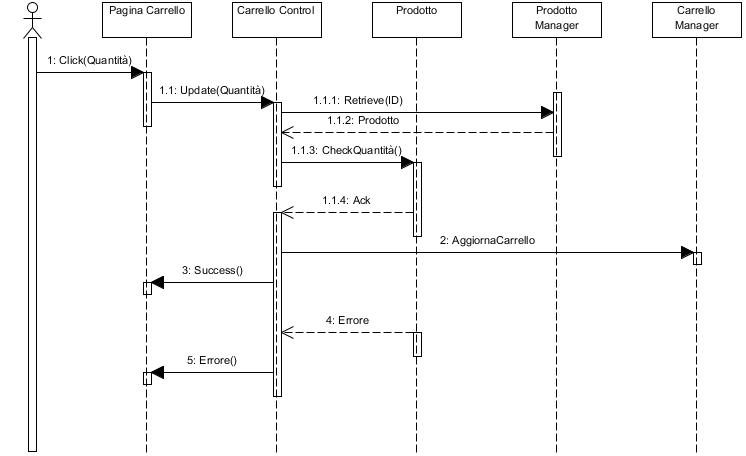 Pagina Carrello
Carrello Control
Prodotto
Prodotto
Manager
Carrello
Manager
1: Click(Quantità)
1.1: Update(Quantità)
1.1.1: Retrieve(ID)
1.1.2: Prodotto
1.1.3: CheckQuantità()
1.1.4: Ack
2: AggiornaCarrello
3: Success()
4: Errore
5: Errore()